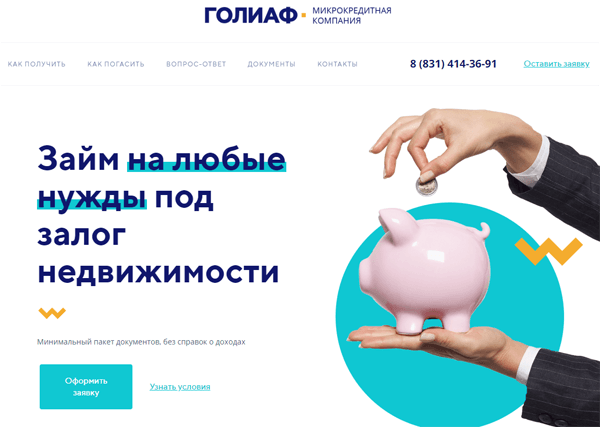 ГОЛИАФ
МИКРОКРЕДИТНАЯ
КОМПАНИЯ
КАК ПОЛУЧИТЬ КАК ПОГАСИТЬ ВОПРОС-ОТВЕТ ДОКУМЕНТЫ КОНТАКТЫ 8 (831) 414-36-91 Оставить заявку
Займ на любые
нужды под
залог
недвижимости
Минимальный пакет документов, без справок о доходах
Оформить
заявку
Узнать условия